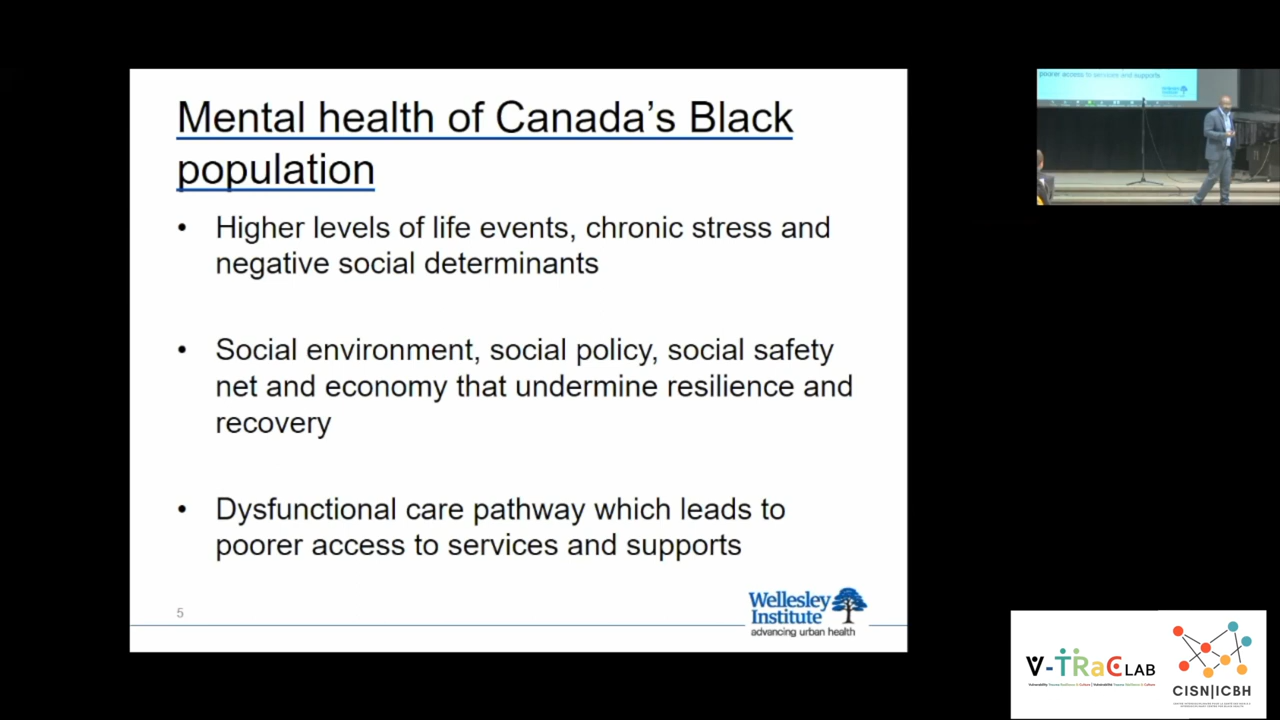 Mental health of Canada's Black
population
• Higher levels of life events, chronic stress and
negative social determinants
• Social environment, social policy, social safety
net and economy that undermine resilience and
recovery
• Dysfunctional care pathway which leads to
poorer access to services and supports
5
Wellesley
Institute
advancing urban health
poorer access to services and supports
Wellesley
Institute
V-TRaC LAB
CISN|ICBH